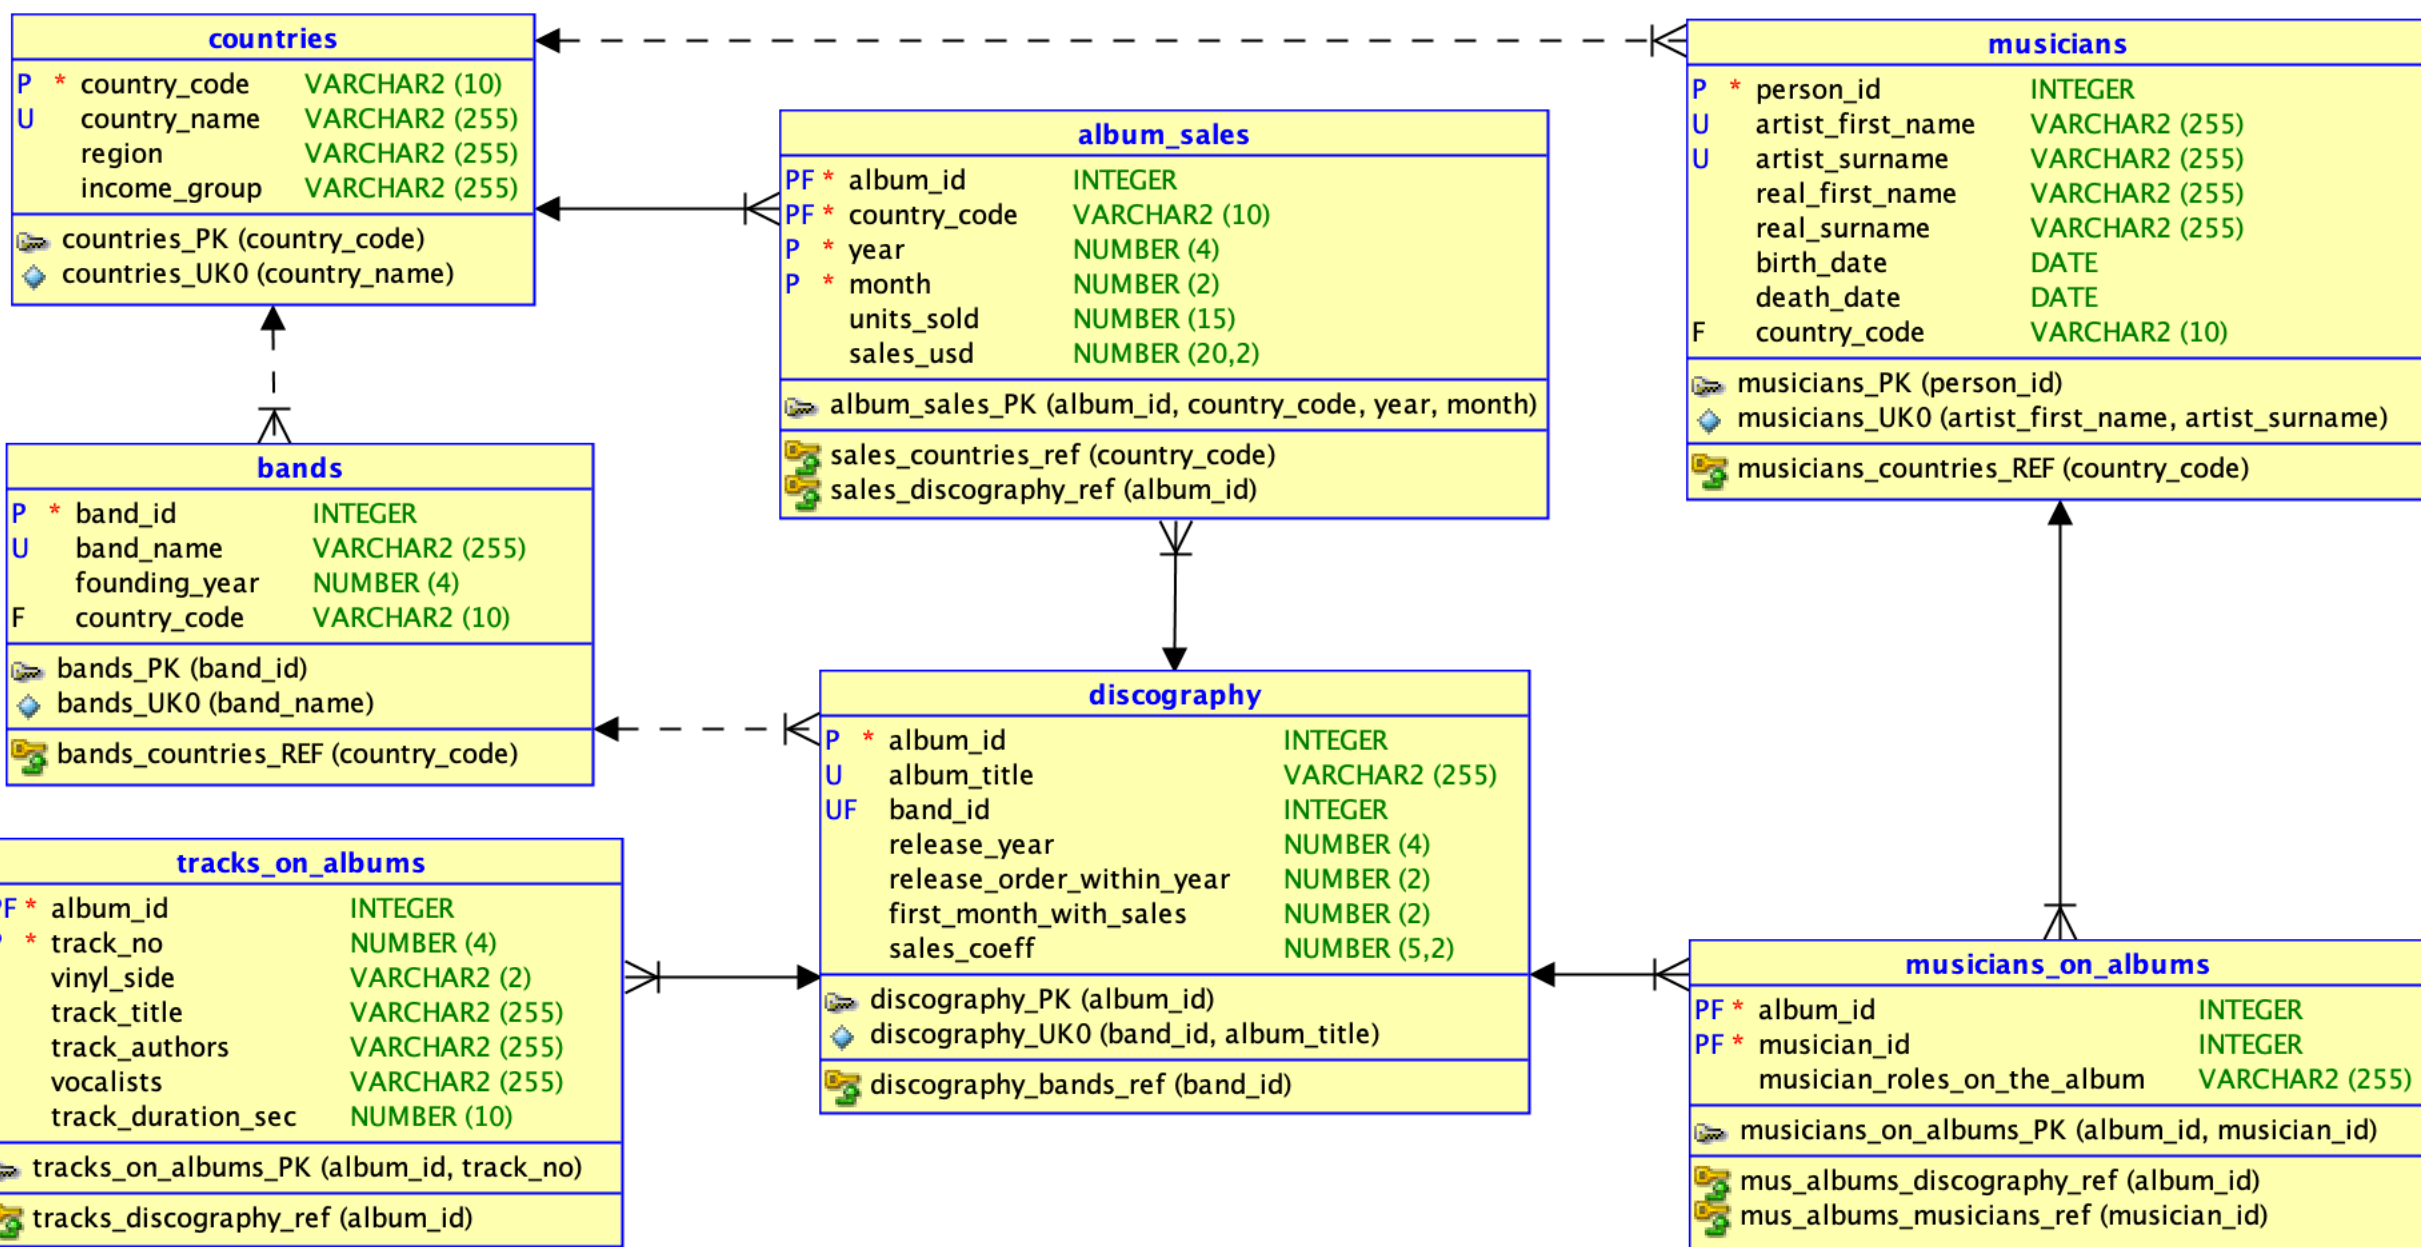 countries
P * country_code VARCHAR2 (10)
U country_name VARCHAR2 (255)
region VARCHAR2 (255)
income_group VARCHAR2 (255)
countries_PK (country_code)
countries_UK0 (country_name)
musicians
P * person_id INTEGER
U artist_first_name VARCHAR2 (255)
U artist_surname VARCHAR2 (255)
real_first_name VARCHAR2 (255)
real_surname VARCHAR2 (255)
birth_date DATE
death_date DATE
F country_code VARCHAR2 (10)
musicians_PK (person_id)
musicians_UK0 (artist_first_name, artist_surname)
musicians_countries_REF (country_code)
album_sales
PF * album_id INTEGER
PF * country_code VARCHAR2 (10)
P * year NUMBER (4)
P * month NUMBER (2)
units_sold NUMBER (15)
sales_usd NUMBER (20,2)
album_sales_PK (album_id, country_code, year, month)
sales_countries_ref (country_code)
sales_discography_ref (album_id)
bands
P * band_id INTEGER
U band_name VARCHAR2 (255)
founding_year NUMBER (4)
F country_code VARCHAR2 (10)
bands_PK (band_id)
bands_UK0 (band_name)
bands_countries_REF (country_code)
discography
P * album_id INTEGER
U album_title VARCHAR2 (255)
UF band_id INTEGER
release_year NUMBER (4)
release_order_within_year NUMBER (2)
first_month_with_sales NUMBER (2)
sales_coeff NUMBER (5,2)
discography_PK (album_id)
discography_UK0 (band_id, album_title)
discography_bands_ref (band_id)
tracks_on_albums
PF * album_id INTEGER
P * track_no NUMBER (4)
vinyl_side VARCHAR2 (2)
track_title VARCHAR2 (255)
track_authors VARCHAR2 (255)
vocalists VARCHAR2 (255)
track_duration_sec NUMBER (10)
tracks_on_albums_PK (album_id, track_no)
tracks_discography_ref (album_id)
musicians_on_albums
PF * album_id INTEGER
PF * musician_id INTEGER
musician_roles_on_the_album VARCHAR2 (255)
musicians_on_albums_PK (album_id, musician_id)
mus_albums_discography_ref (album_id)
mus_albums_musicians_ref (musician_id)